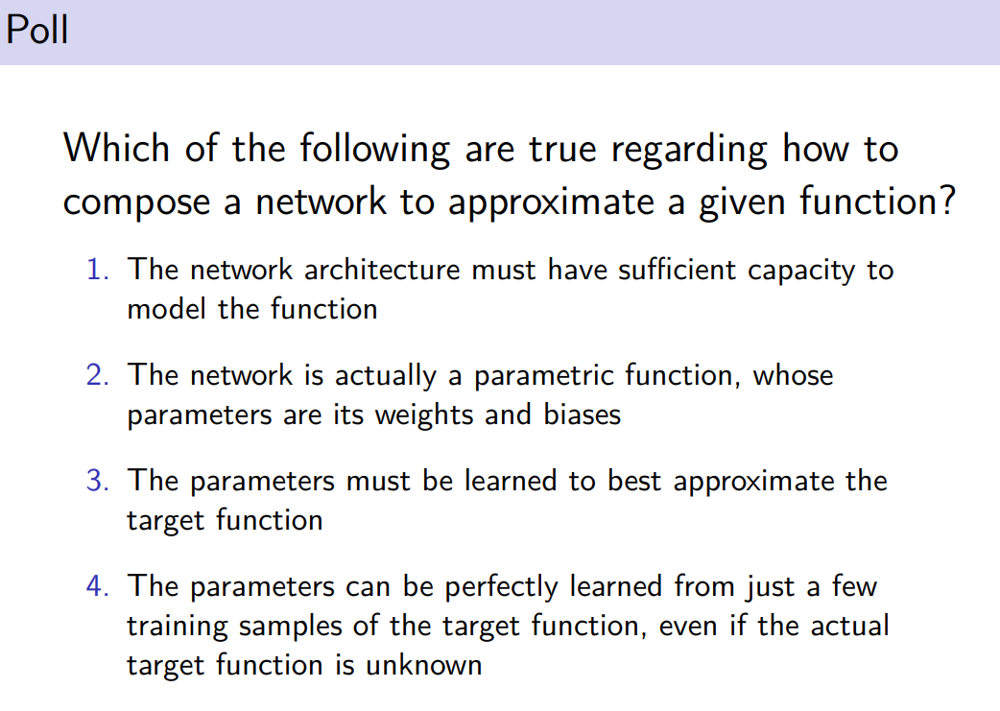 Poll
Which of the following are true regarding how to
compose a network to approximate a given function?
1. The network architecture must have sufficient capacity to
model the function
2. The network is actually a parametric function, whose
parameters are its weights and biases
3. The parameters must be learned to best approximate the
target function
4. The parameters can be perfectly learned from just a few
training samples of the target function, even if the actual
target function is unknown